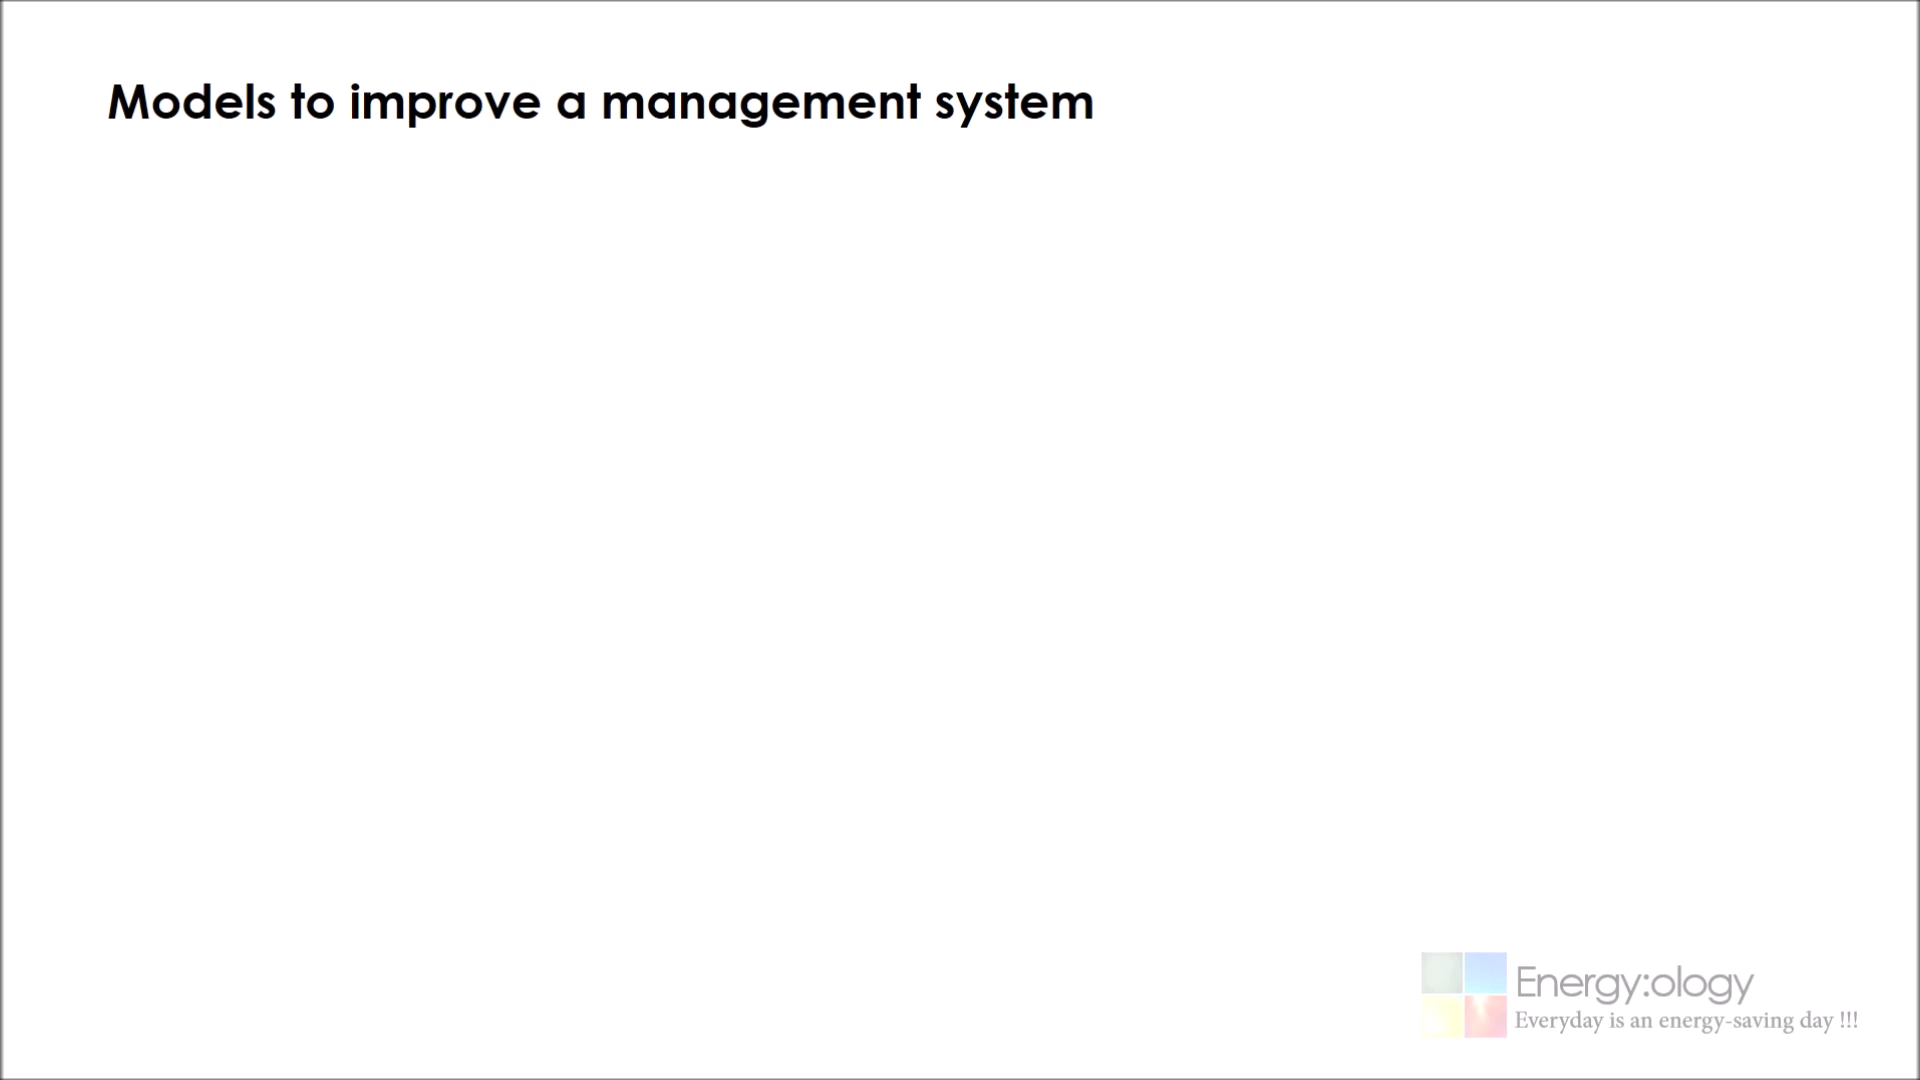 Models to improve a management system
Energy:ology
Everyday is an energy-saving day !!!